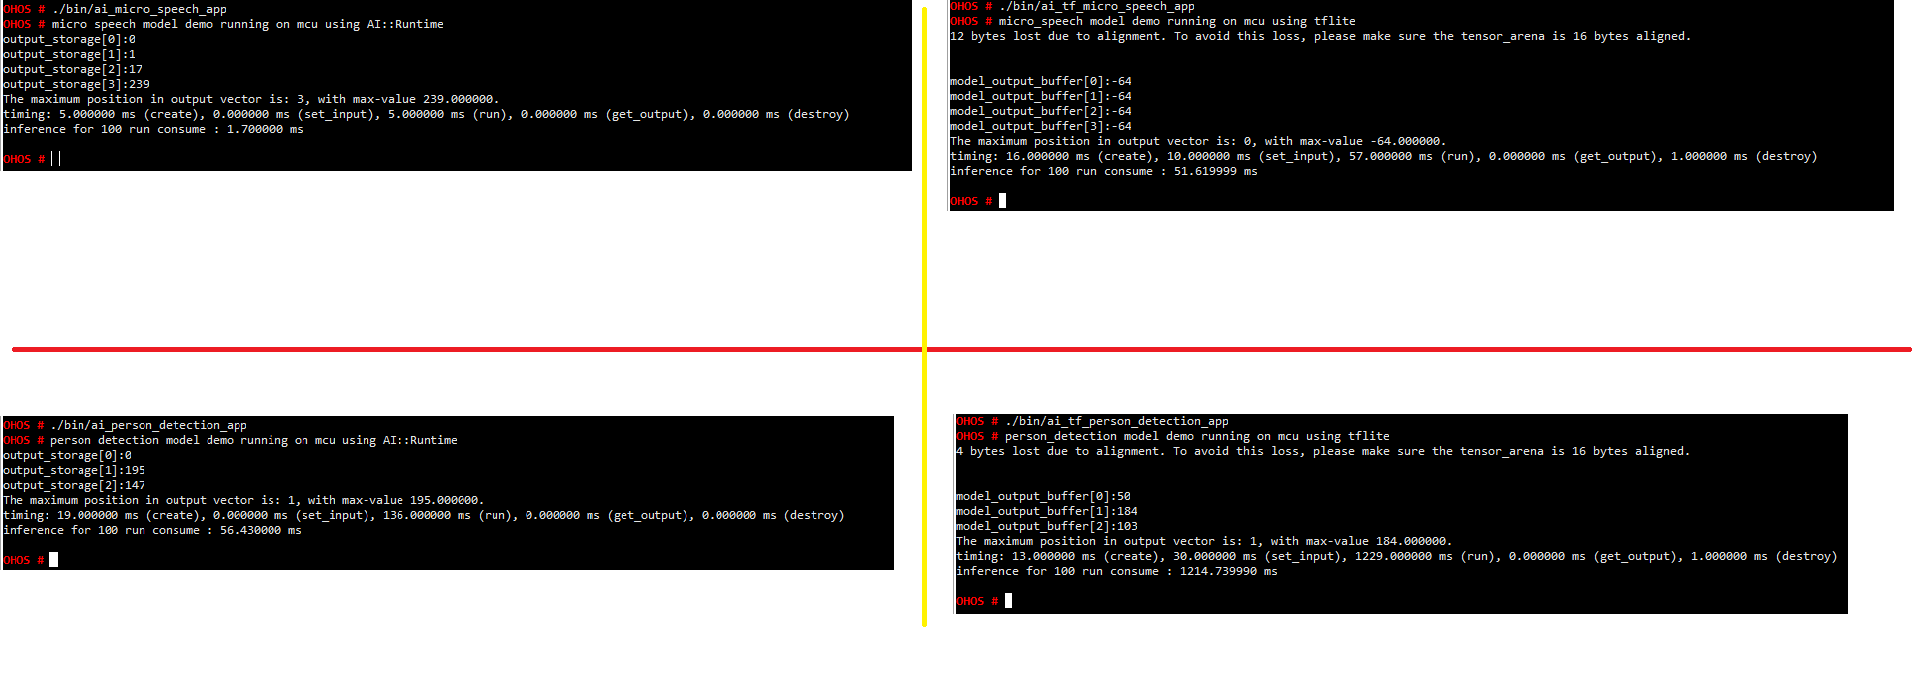 OHOS # ./bin/ai_micro_speech_app
OHOS # micro speech model demo running on mcu using AI::Runtime
output_storage[0]:0
output_storage[1]:1
output_storage[2]:17
output_storage[3]:239
The maximum position in output vector is: 3, with max-value 239.000000.
timing: 5.000000 ms (create), 0.000000 ms (set_input), 5.000000 ms (run), 0.000000 ms (get_output), 0.000000 ms (destroy)
inference for 100 run consume : 1.700000 ms
OHOS #
OHOS # ./bin/ai_tf_micro_speech_app
OHOS # micro_speech model demo running on mcu using tflite
12 bytes lost due to alignment. To avoid this loss, please make sure the tensor_arena is 16 bytes aligned.
model_output_buffer[0]:-64
model_output_buffer[1]:-64
model_output_buffer[2]:-64
model_output_buffer[3]:-64
The maximum position in output vector is: 0, with max-value -64.000000.
timing: 16.000000 ms (create), 10.000000 ms (set_input), 57.000000 ms (run), 0.000000 ms (get_output), 1.000000 ms (destroy)
inference for 100 run consume : 51.619999 ms
OHOS #
OHOS # ./bin/ai_person_detection_app
OHOS # person detection model demo running on mcu using AI::Runtime
output_storage[0]:0
output_storage[1]:195
output_storage[2]:147
The maximum position in output vector is: 1, with max-value 195.000000.
timing: 19.000000 ms (create), 0.000000 ms (set_input), 136.000000 ms (run), 0.000000 ms (get_output), 0.000000 ms (destroy)
inference for 100 run consume : 56.430000 ms
OHOS #
OHOS # ./bin/ai_tf_person_detection_app
OHOS # person_detection model demo running on mcu using tflite
4 bytes lost due to alignment. To avoid this loss, please make sure the tensor_arena is 16 bytes aligned.
model_output_buffer[0]:50
model_output_buffer[1]:184
model_output_buffer[2]:103
The maximum position in output vector is: 1, with max-value 184.000000.
timing: 13.000000 ms (create), 30.000000 ms (set_input), 1229.000000 ms (run), 0.000000 ms (get_output), 1.000000 ms (destroy)
inference for 100 run consume : 1214.739990 ms
OHOS #